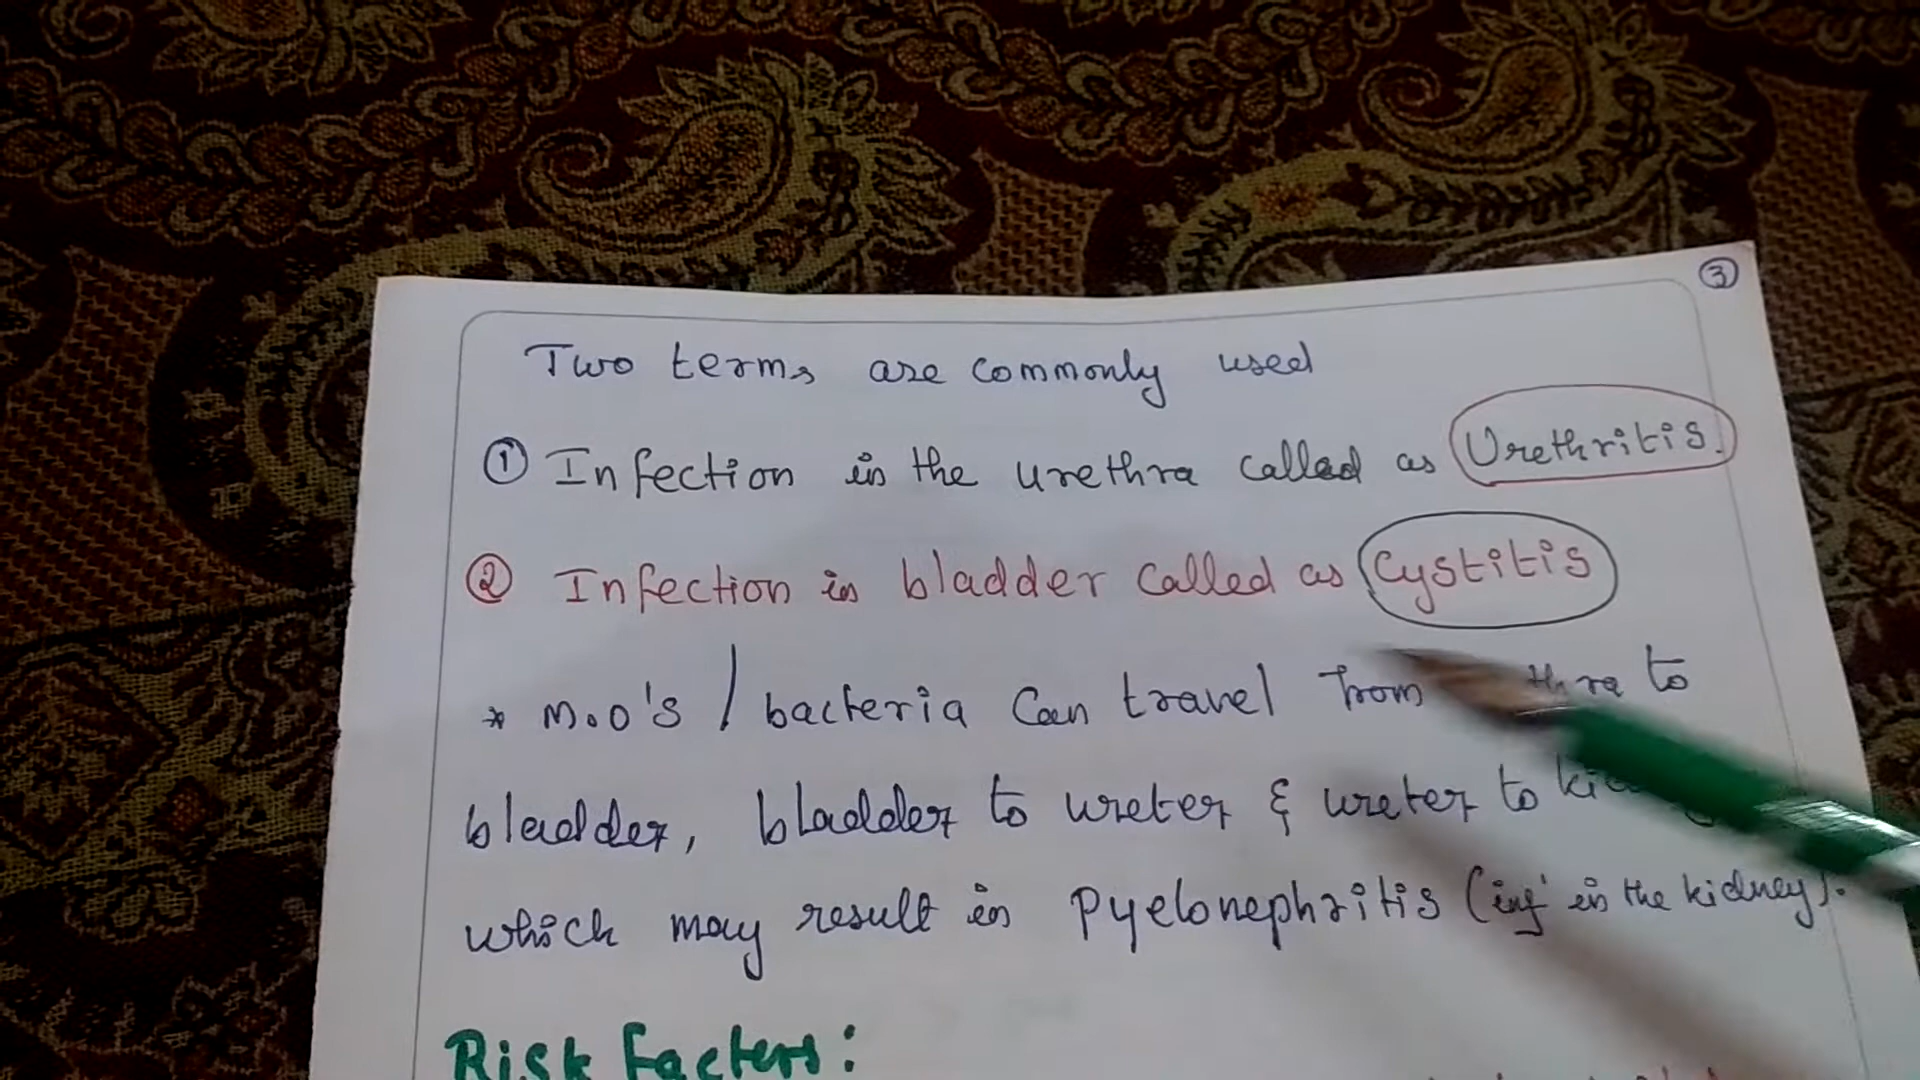 ③
Two terms are commonly used
① Infection in the urethra called as Urethritis.
② Infection in bladder called as Cystitis
* M.O's / bacteria can travel from to
bladder, bladder to ureter & ureter to
which may result in Pyelonephritis (inf' in the kidney).
Risk Factors: